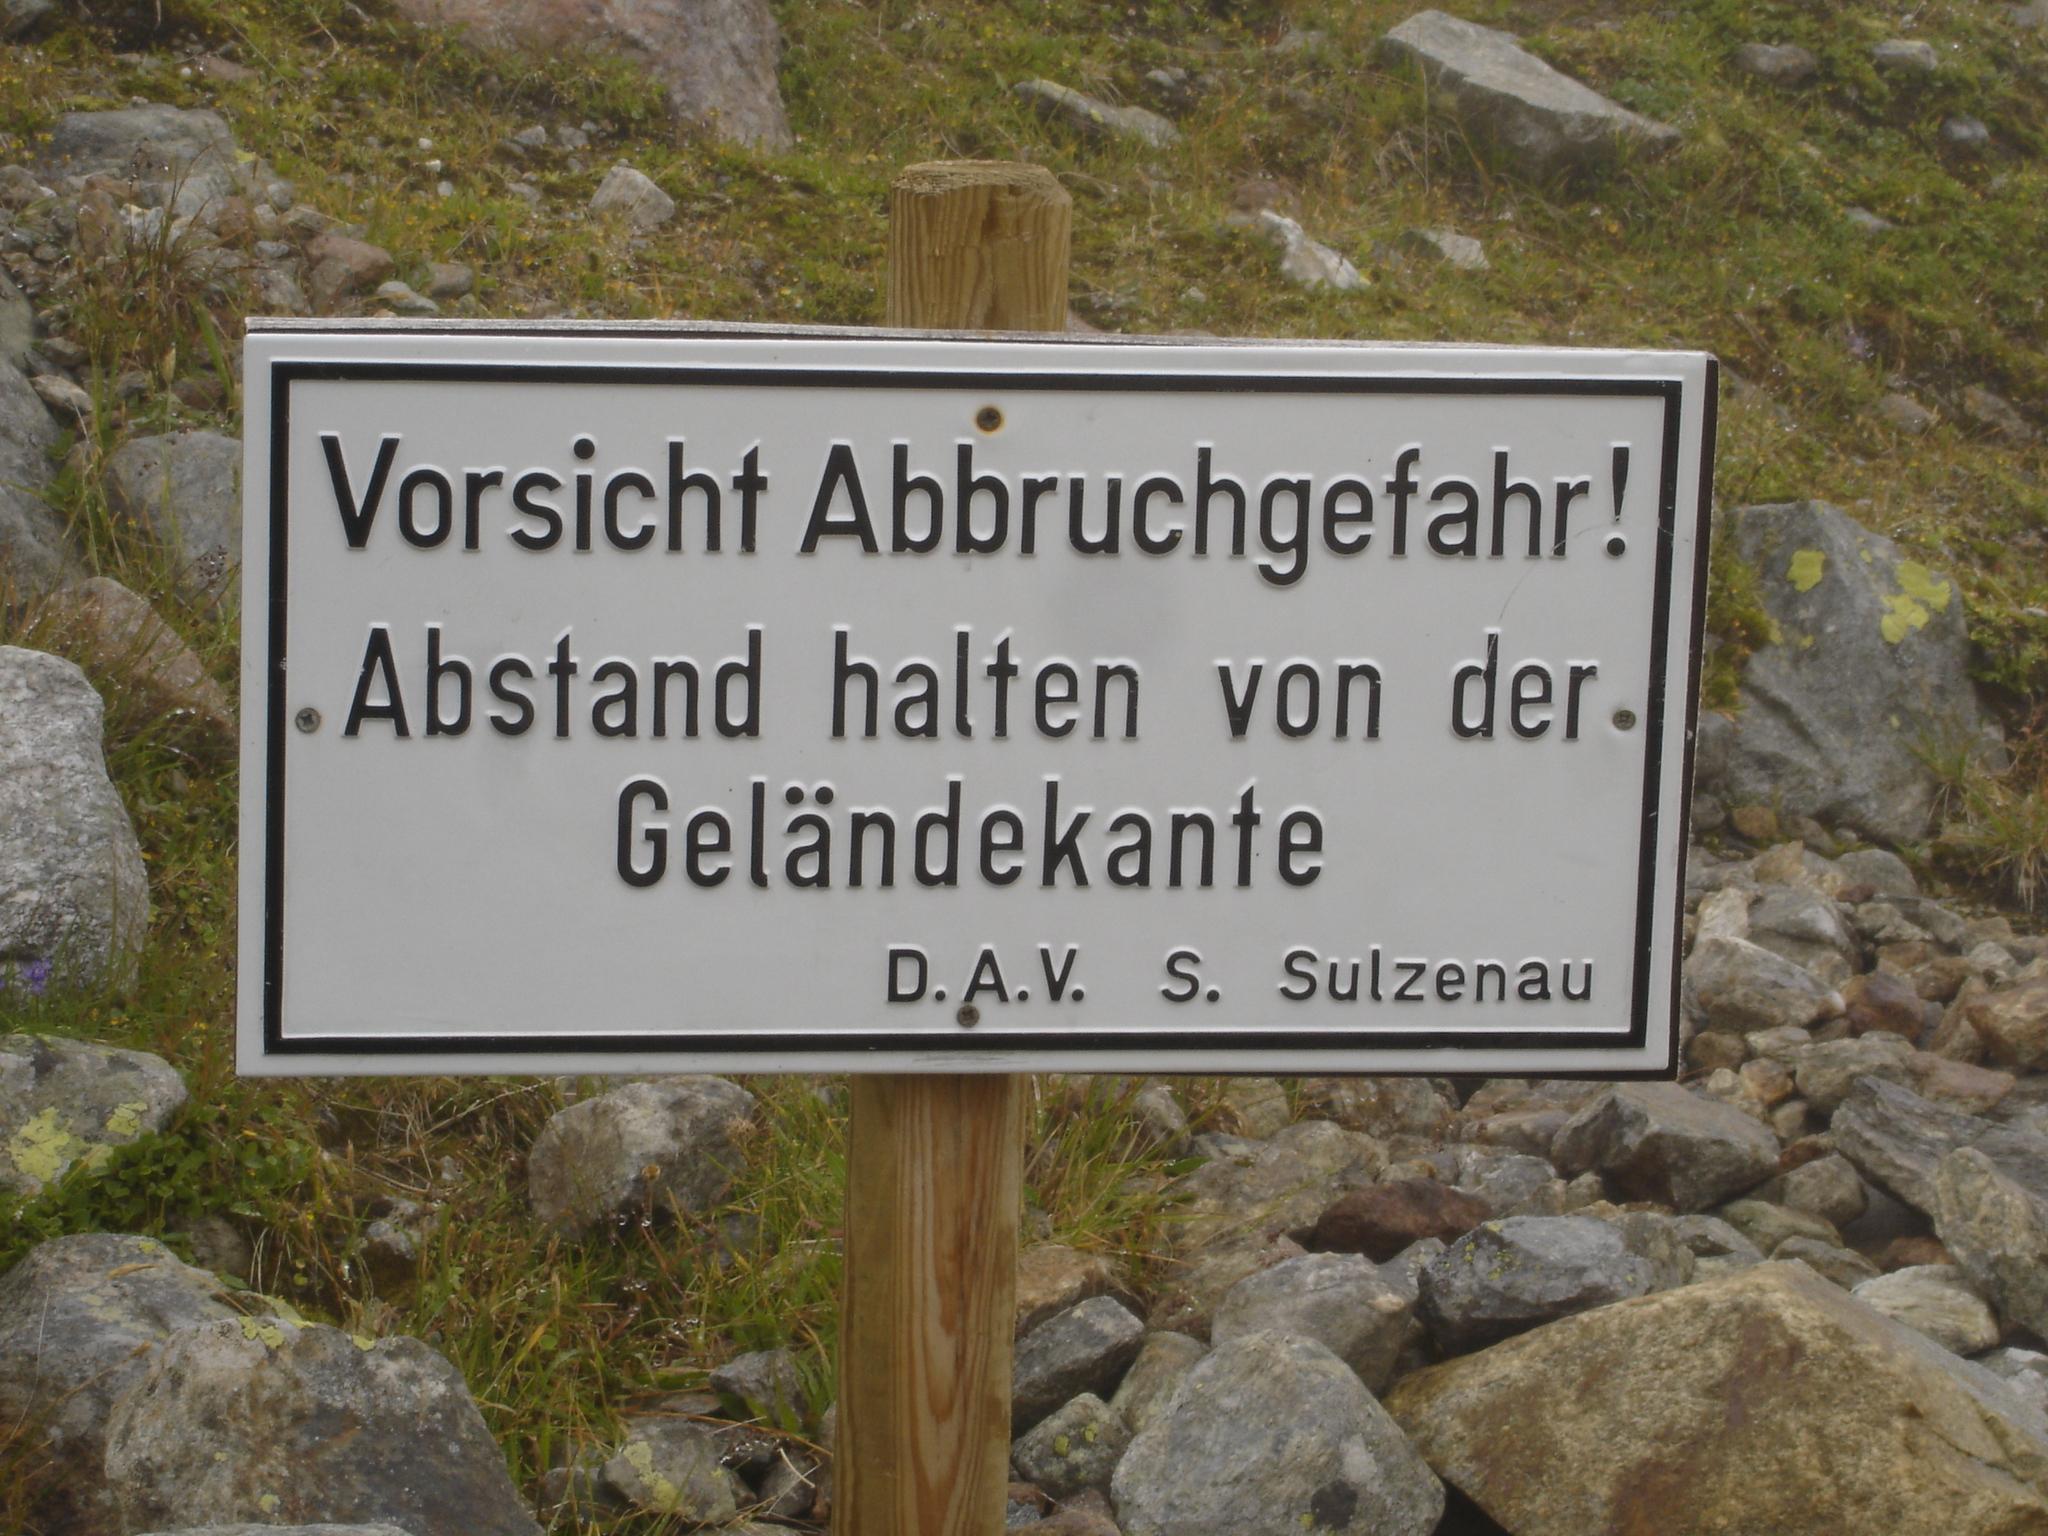 Vorsicht Abbruchgefahr!
Abstand halten von der
Geländekante
D.A.V. S. Sulzenau